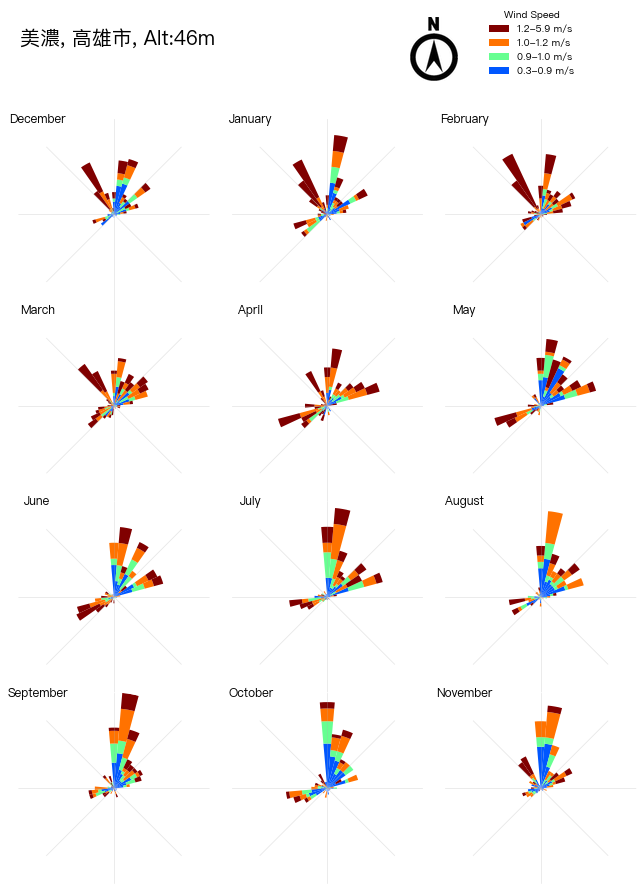 美濃, 高雄市, Alt:46m
N
Wind Speed
1.2–5.9 m/s
1.0–1.2 m/s
0.9–1.0 m/s
0.3–0.9 m/s
December
January
February
March
April
May
June
July
August
September
October
November